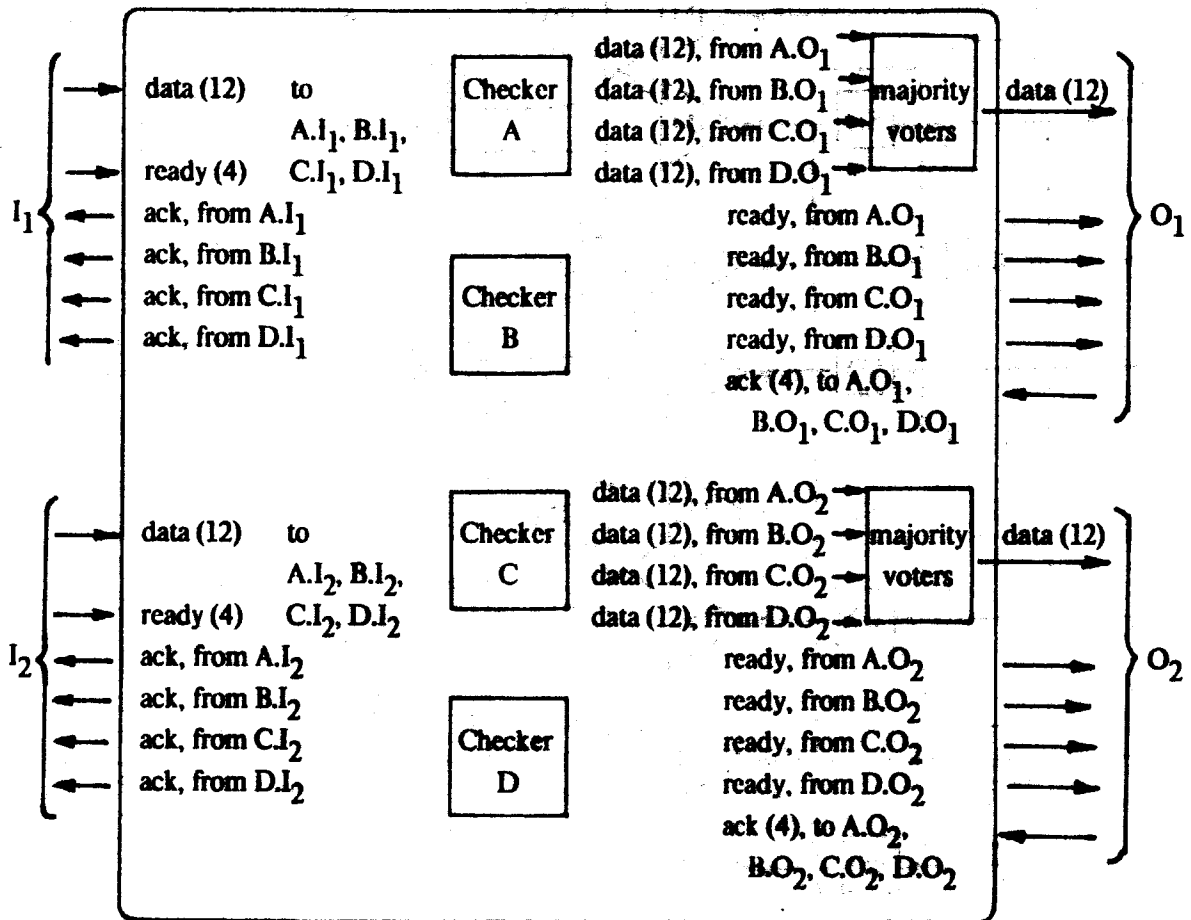 data (12), from A.O1
data (12) to
Checker
data (12), from B.O1
majority
data (12)
A.I1, B.I1,
A
data (12), from C.O1
voters
ready (4) C.I1, D.I1
data (12), from D.O1
I1
ack, from A.I1
ready, from A.O1
O1
ack, from B.I1
ready, from B.O1
ack, from C.I1
Checker
ready, from C.O1
ack, from D.I1
B
ready, from D.O1
ack (4), to A.O1,
B.O1, C.O1, D.O1
data (12), from A.O2
data (12) to
Checker
data (12), from B.O2
majority
data (12)
A.I2, B.I2,
C
data (12), from C.O2
voters
ready (4) C.I2, D.I2
data (12), from D.O2
I2
ack, from A.I2
ready, from A.O2
O2
ack, from B.I2
ready, from B.O2
ack, from C.I2
Checker
ready, from C.O2
ack, from D.I2
D
ready, from D.O2
ack (4), to A.O2,
B.O2, C.O2, D.O2